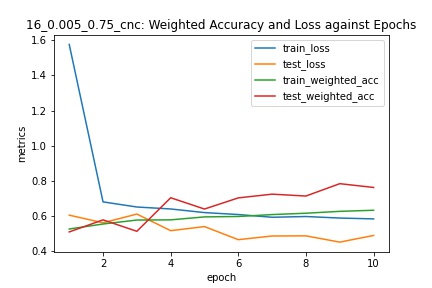 16_0.005_0.75_cnc: Weighted Accuracy and Loss against Epochs
1.6
1.4
1.2
1.0
0.8
0.6
0.4
metrics
train_loss
test_loss
train_weighted_acc
test_weighted_acc
2
4
6
8
10
epoch